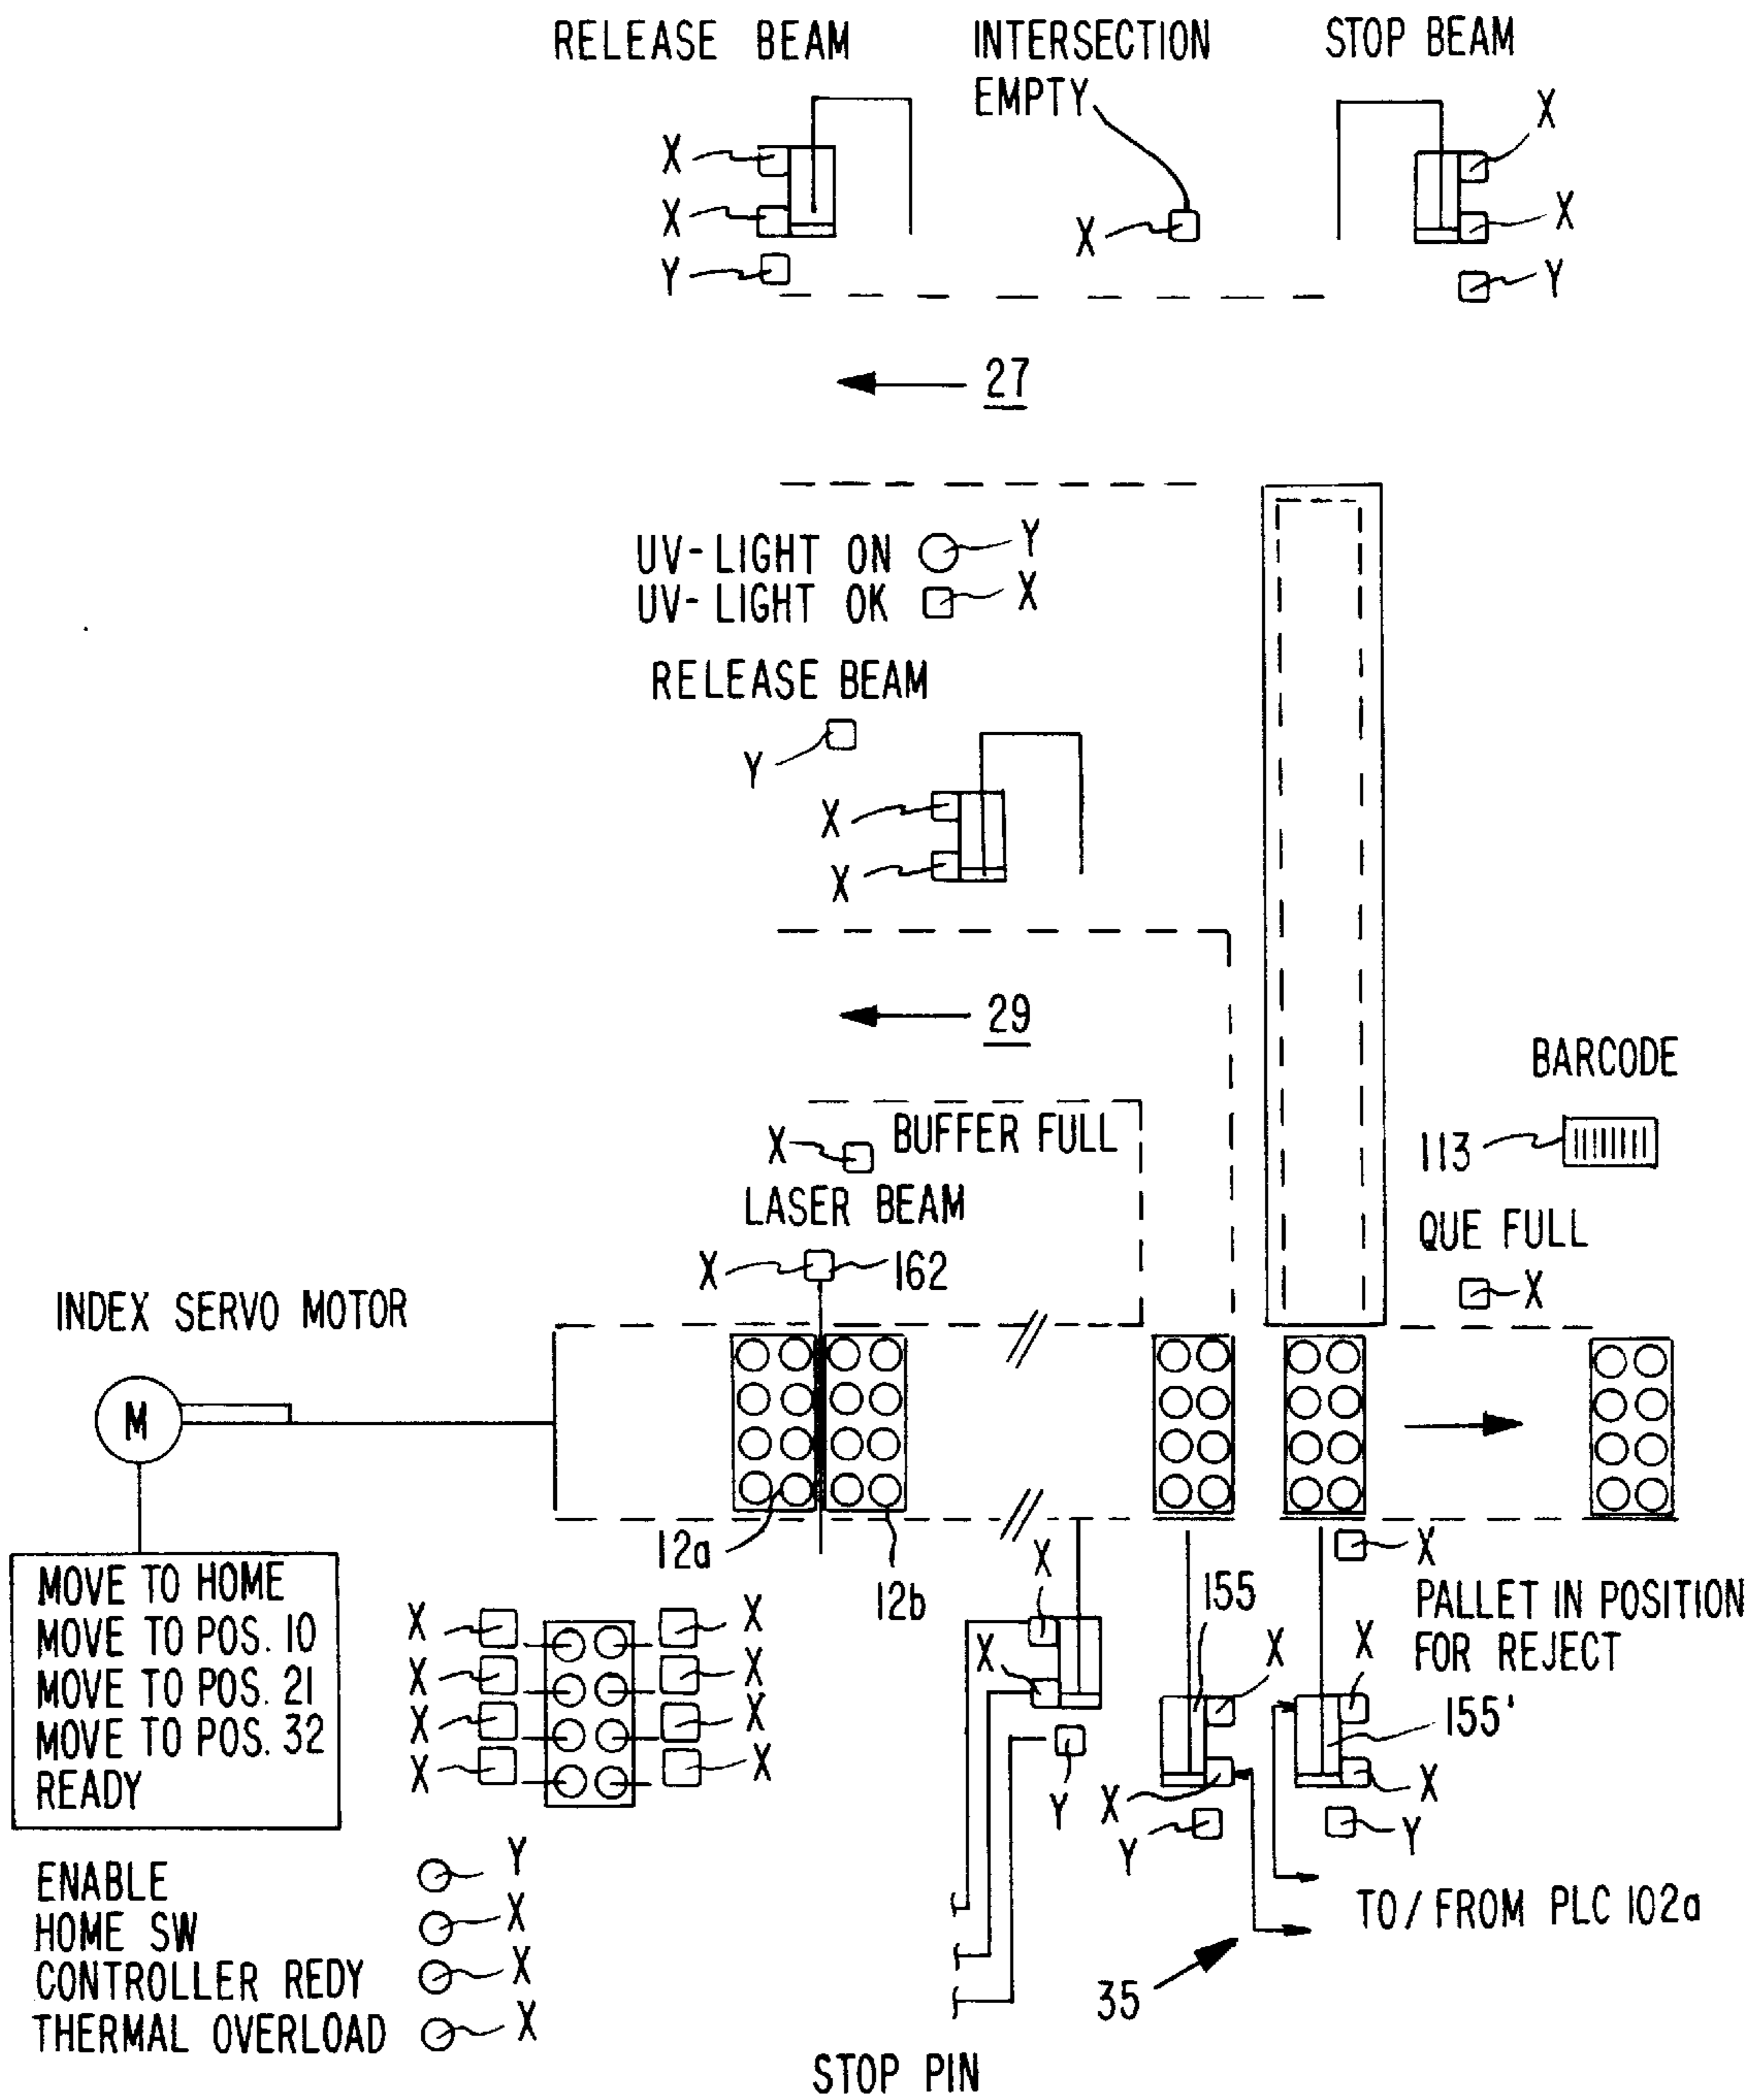 RELEASE BEAM
INTERSECTION
EMPTY
STOP BEAM
X
X
Y
X
X
X
Y
27
UV-LIGHT ON Y
UV-LIGHT OK X
RELEASE BEAM
Y
X
X
29
BARCODE
113
X BUFFER FULL
LASER BEAM
X 162
QUE FULL
X
INDEX SERVO MOTOR
M
12a
12b
MOVE TO HOME
MOVE TO POS. 10
MOVE TO POS. 21
MOVE TO POS. 32
READY
X X
X X
X X
X X
X
X
Y
155
X
X
Y
X
PALLET IN POSITION
FOR REJECT
X
155'
X
Y
ENABLE Y
HOME SW X
CONTROLLER REDY X
THERMAL OVERLOAD X
TO/FROM PLC 102a
35
STOP PIN